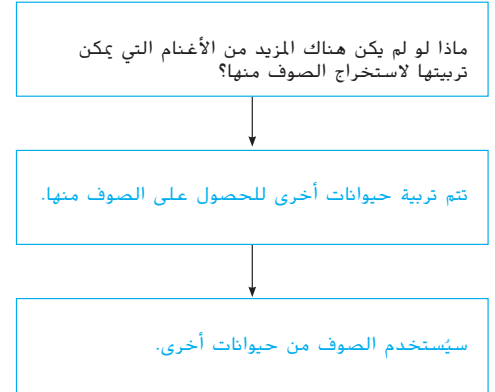 ماذا لو لم يكن هناك المزيد من الأغنام التي يمكن
تربيتها لاستخراج الصوف منها؟
تتم تربية حيوانات أخرى للحصول على الصوف منها.
سيُستخدم الصوف من حيوانات أخرى.